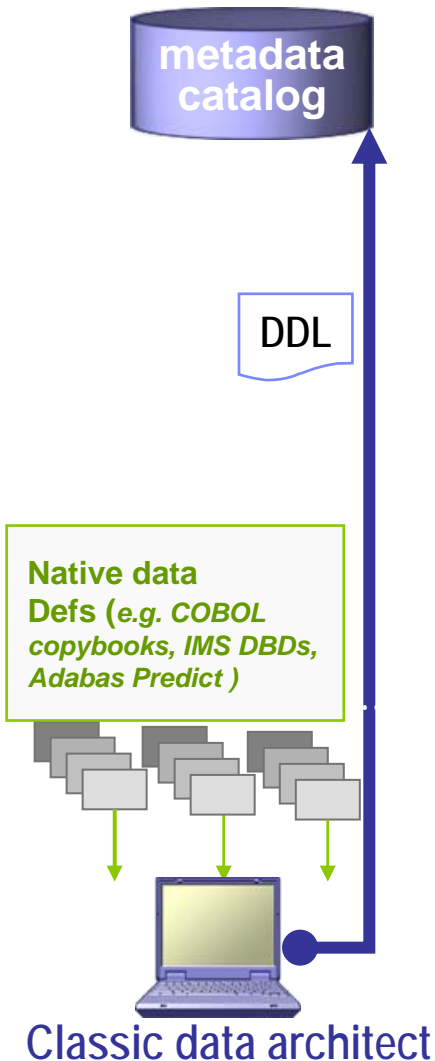 metadata
catalog
DDL
Native data
Defs (e.g. COBOL
copybooks, IMS DBDs,
Adabas Predict )
Classic data architect